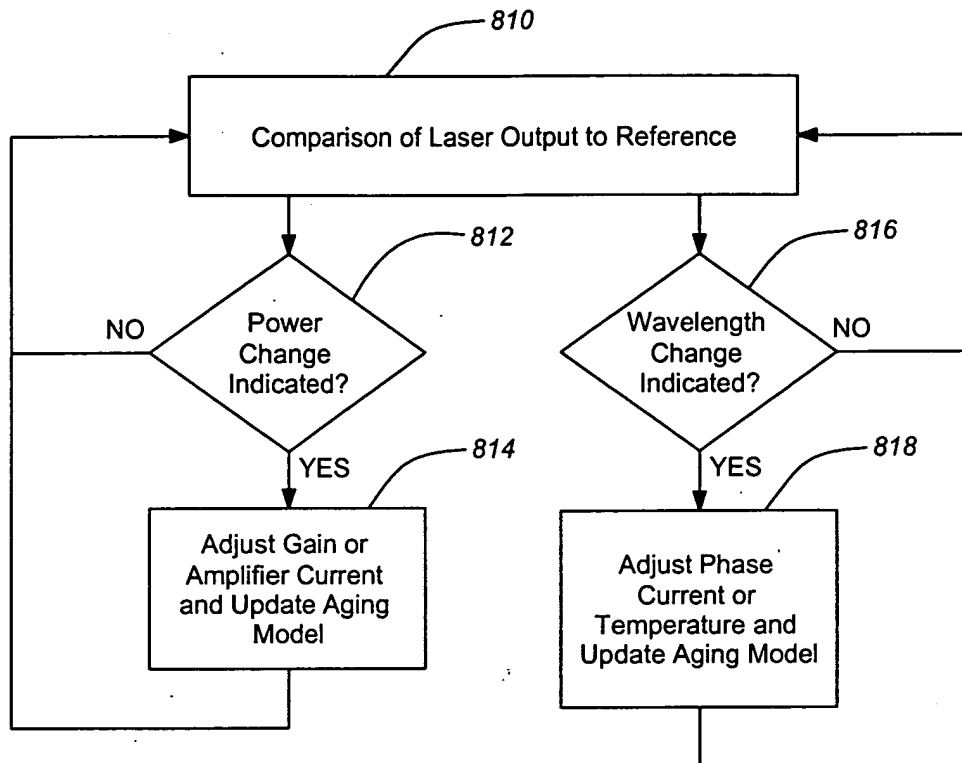 810
Comparison of Laser Output to Reference
812
816
Power
Change
Indicated?
NO
Wavelength
Change
Indicated?
NO
YES
814
YES
818
Adjust Gain or
Amplifier Current
and Update Aging
Model
Adjust Phase
Current or
Temperature and
Update Aging Model